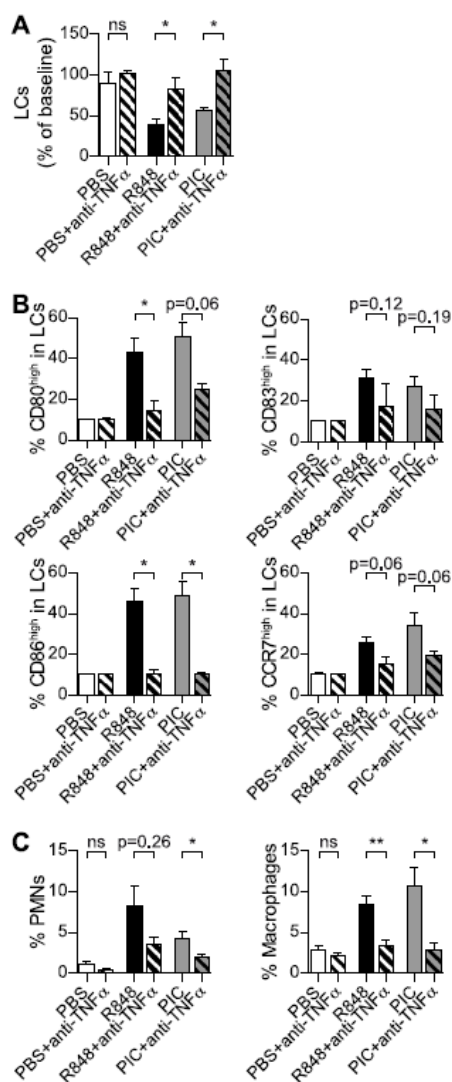 A
ns * *
LCs
(% of baseline)
150
100
50
0
PBS
PBS+anti-TNFα
R848
R848+anti-TNFα
PIC
PIC+anti-TNFα
B
* p=0.06
% CD80high in LCs
60
40
20
0
PBS
PBS+anti-TNFα
R848
R848+anti-TNFα
PIC
PIC+anti-TNFα
p=0.12
p=0.19
% CD83high in LCs
60
40
20
0
PBS
PBS+anti-TNFα
R848
R848+anti-TNFα
PIC
PIC+anti-TNFα
* *
% CD86high in LCs
60
40
20
0
PBS
PBS+anti-TNFα
R848
R848+anti-TNFα
PIC
PIC+anti-TNFα
p=0.06
p=0.06
% CCR7high in LCs
60
40
20
0
PBS
PBS+anti-TNFα
R848
R848+anti-TNFα
PIC
PIC+anti-TNFα
C
ns p=0.26 *
% PMNs
15
10
5
0
PBS
PBS+anti-TNFα
R848
R848+anti-TNFα
PIC
PIC+anti-TNFα
ns ** *
% Macrophages
15
10
5
0
PBS
PBS+anti-TNFα
R848
R848+anti-TNFα
PIC
PIC+anti-TNFα